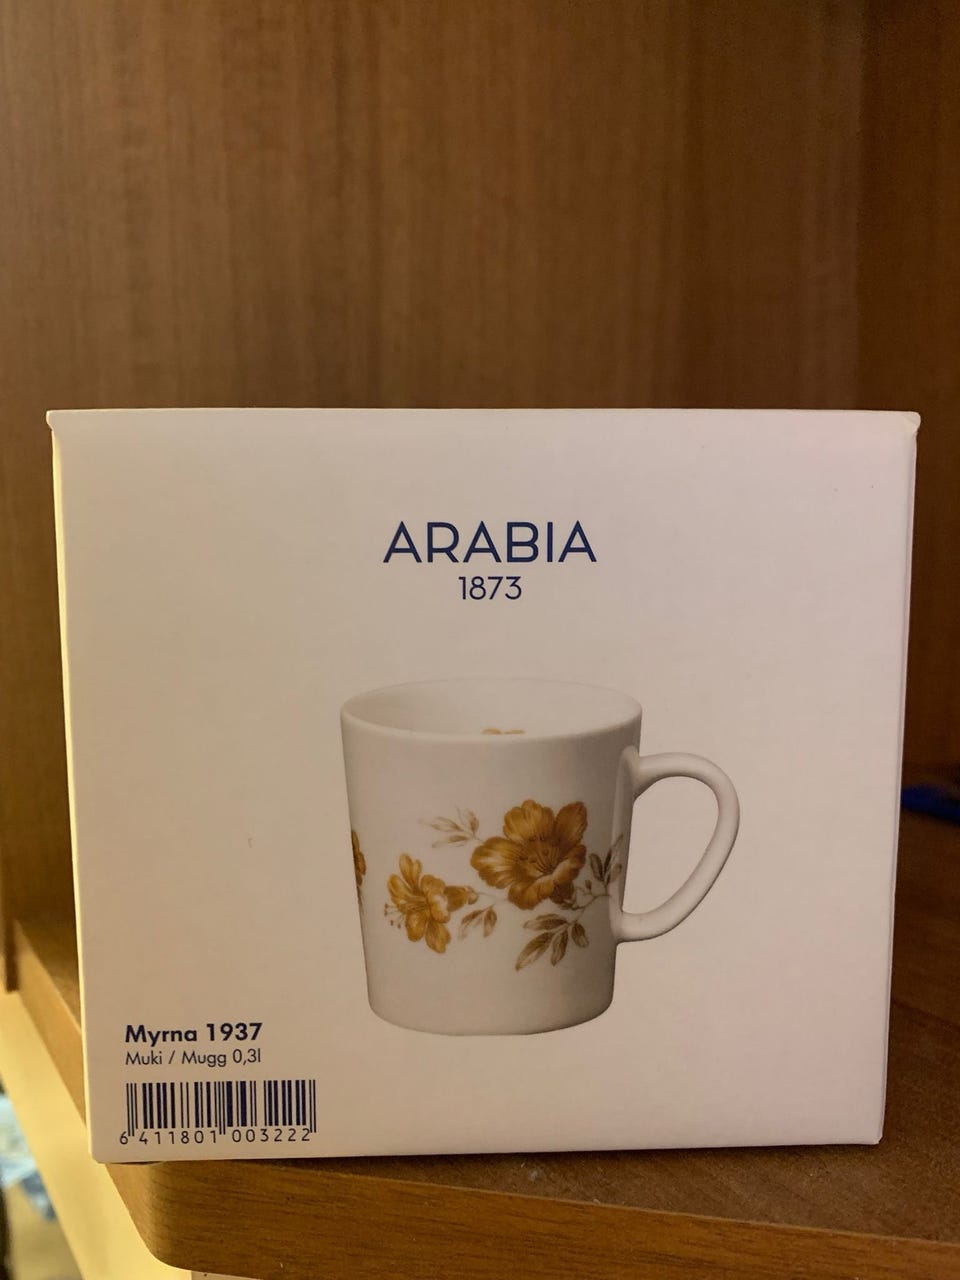 ARABIA
1873
Myrna 1937
Muki / Mugg 0,3l
6 411801 003222